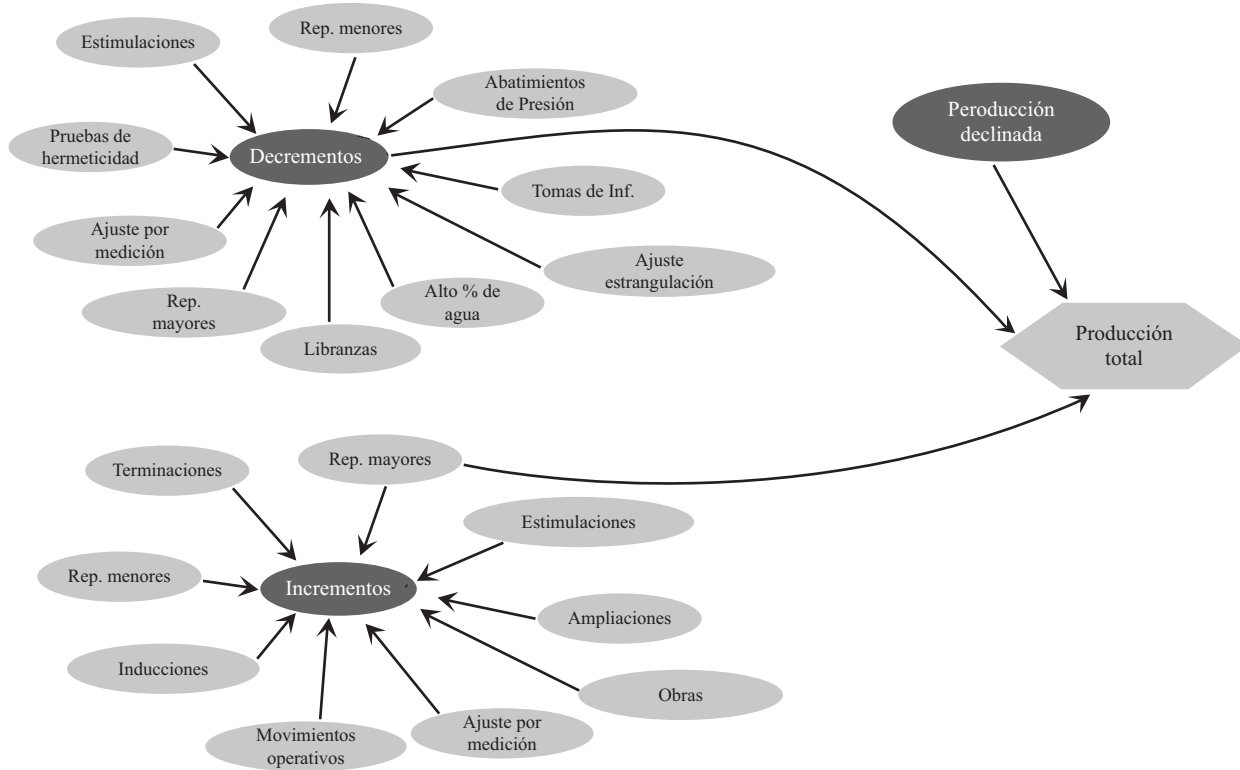 Estimulaciones
Rep. menores
Abatimientos
de Presión
Peroducción
declinada
Pruebas de
hermeticidad
Decrementos
Tomas de Inf.
Ajuste por
medición
Ajuste
estrangulación
Rep.
mayores
Alto % de
agua
Libranzas
Producción
total
Terminaciones
Rep. mayores
Estimulaciones
Rep. menores
Incrementos
Ampliaciones
Inducciones
Obras
Movimientos
operativos
Ajuste por
medición